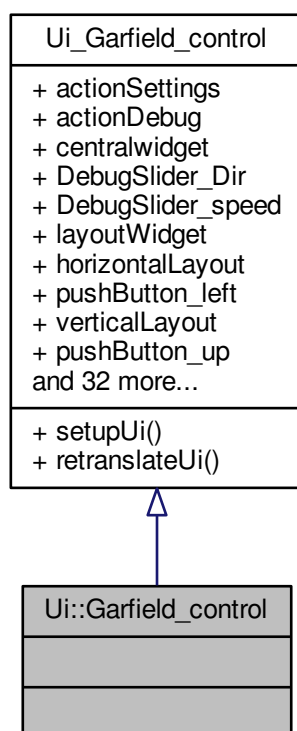 Ui_Garfield_control
+ actionSettings
+ actionDebug
+ centralwidget
+ DebugSlider_Dir
+ DebugSlider_speed
+ layoutWidget
+ horizontalLayout
+ pushButton_left
+ verticalLayout
+ pushButton_up
and 32 more...
+ setupUi()
+ retranslateUi()
Ui::Garfield_control